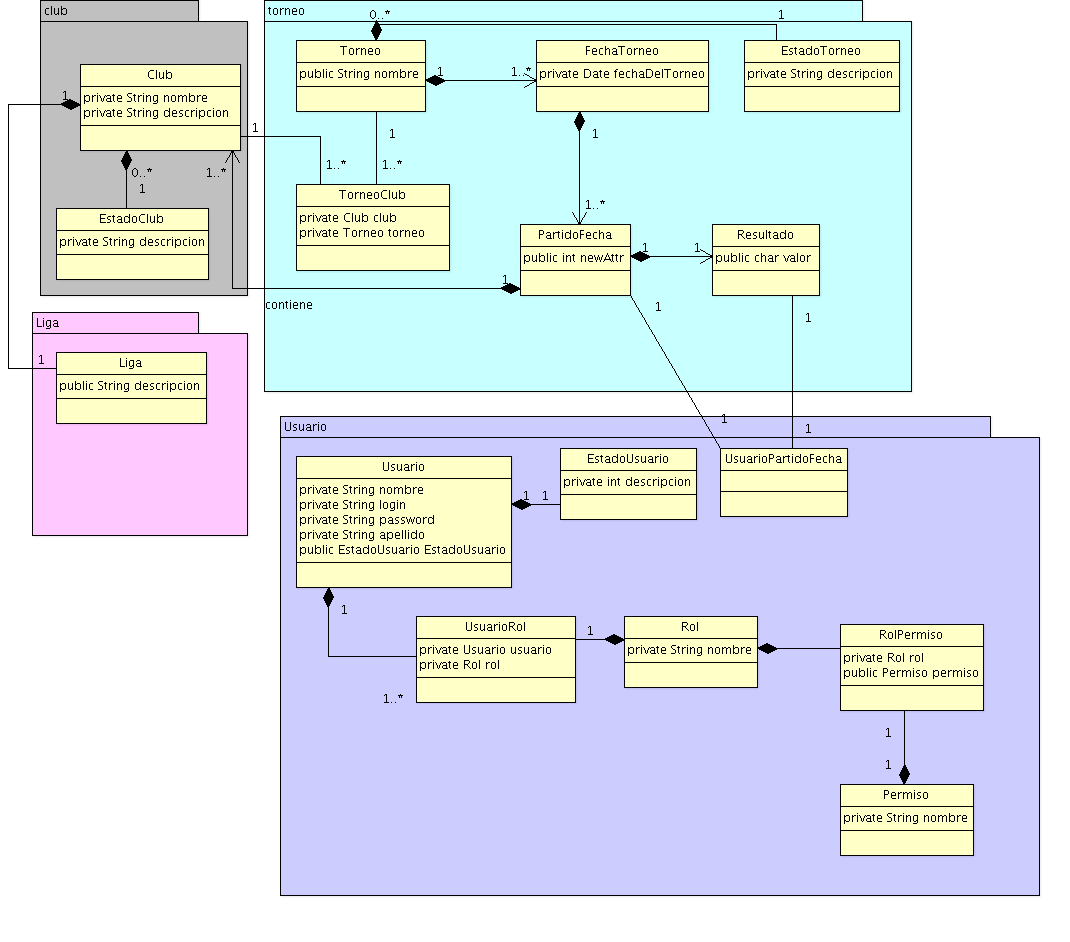 club
Club
private String nombre
private String descripcion
1
0..*
1
1..*
EstadoClub
private String descripcion
Liga
1
Liga
public String descripcion
torneo
0..*
1
Torneo
public String nombre
1
1..*
FechaTorneo
private Date fechaDelTorneo
EstadoTorneo
private String descripcion
1
1..*
1
1..*
TorneoClub
private Club club
private Torneo torneo
1
1..*
PartidoFecha
public int newAttr
1
1
Resultado
public char valor
1
contiene
1
1
1
1
Usuario
Usuario
private String nombre
private String login
private String password
private String apellido
public EstadoUsuario EstadoUsuario
1
1
EstadoUsuario
private int descripcion
UsuarioPartidoFecha
1
1..*
UsuarioRol
private Usuario usuario
private Rol rol
1
Rol
private String nombre
RolPermiso
private Rol rol
public Permiso permiso
1
1
Permiso
private String nombre